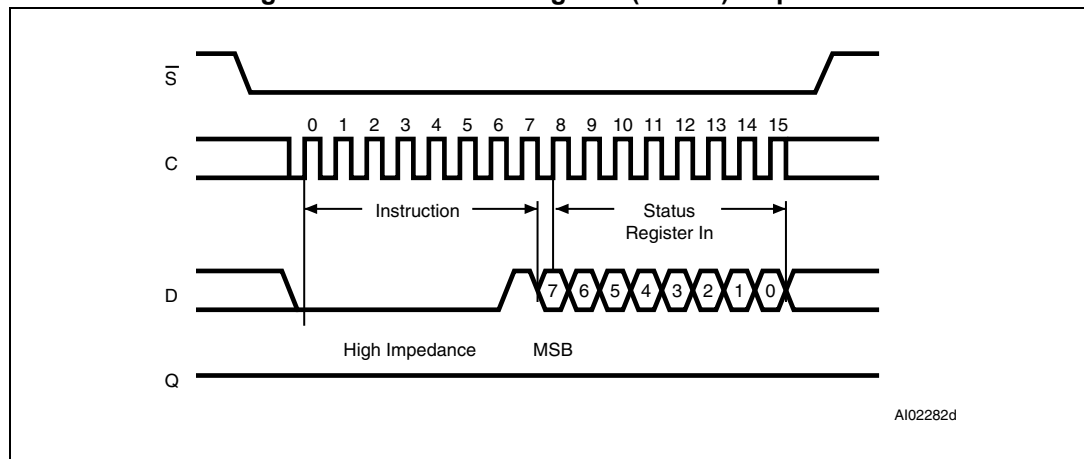 S
0 1 2 3 4 5 6 7 8 9 10 11 12 13 14 15
C
Instruction
Status
Register In
D
7 6 5 4 3 2 1 0
High Impedance
MSB
Q
AI02282d